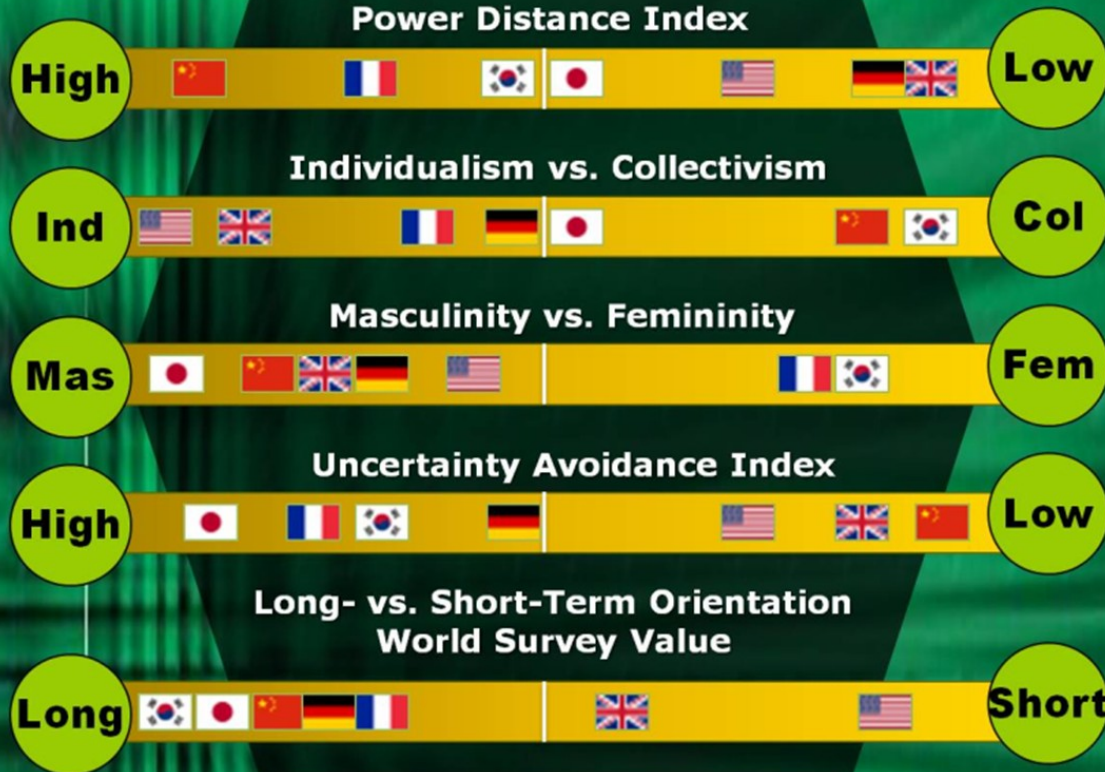 Power Distance Index
High
Low
Individualism vs. Collectivism
Ind
Col
Masculinity vs. Femininity
Mas
Fem
Uncertainty Avoidance Index
High
Low
Long- vs. Short-Term Orientation
World Survey Value
Long
Short